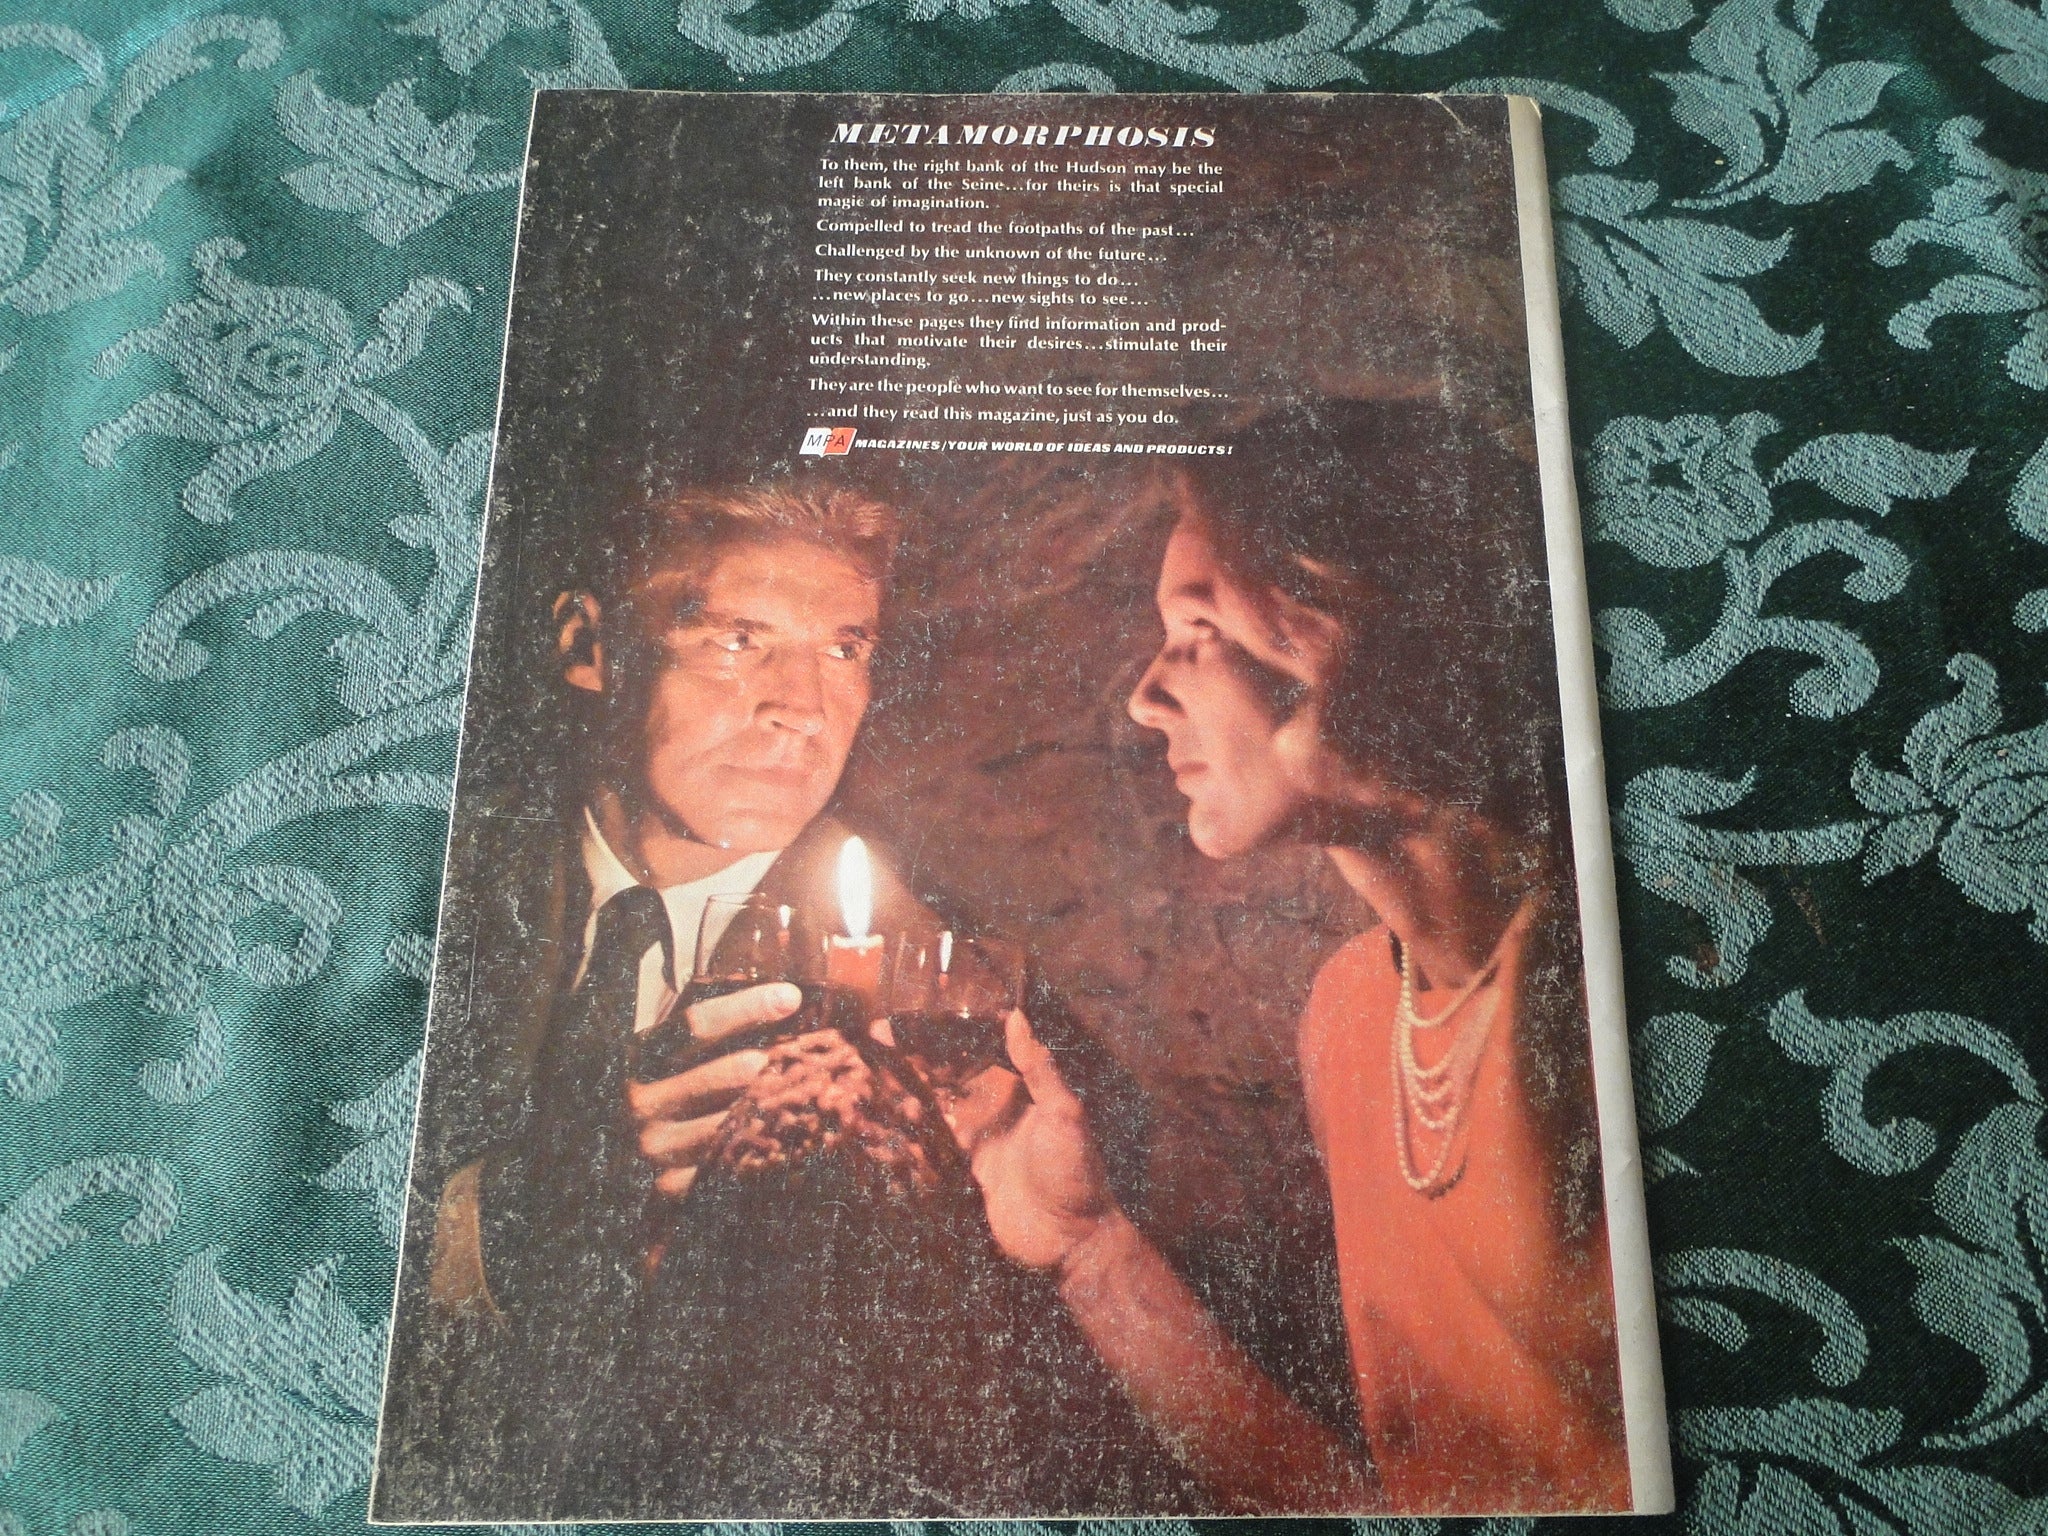 METAMORPHOSIS
To them, the right bank of the Hudson may be the
left bank of the Seine...for theirs is that special
magic of imagination.
Compelled to tread the footpaths of the past...
Challenged by the unknown of the future...
They constantly seek new things to do...
...new places to go...new sights to see...
Within these pages they find information and prod-
ucts that motivate their desires...stimulate their
understanding.
They are the people who want to see for themselves...
...and they read this magazine, just as you do.
MPA MAGAZINES/YOUR WORLD OF IDEAS AND PRODUCTS!